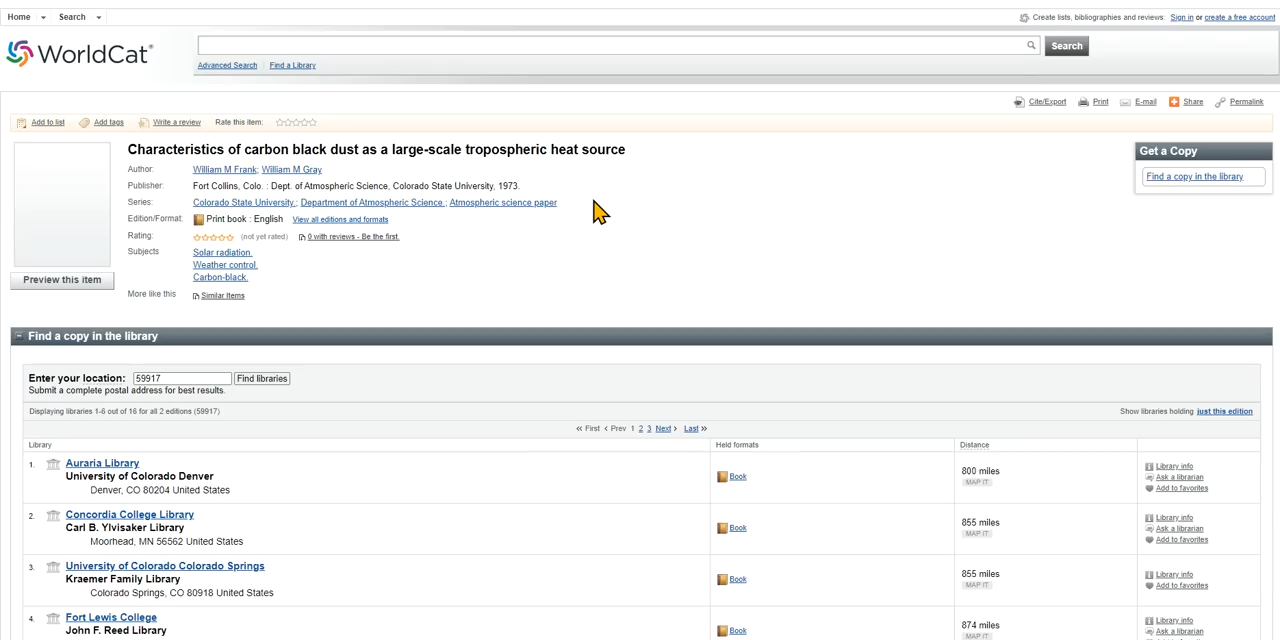 Home Search
Create lists, bibliographies and reviews: Sign in or create a free account
WorldCat®
Search
Advanced Search Find a Library
Cite/Export Print E-mail Share Permalink
Add to list Add tags Write a review Rate this item:
Characteristics of carbon black dust as a large-scale tropospheric heat source
Get a Copy
Find a copy in the library
Author: William M Frank; William M Gray
Publisher: Fort Collins, Colo. : Dept. of Atmospheric Science, Colorado State University, 1973.
Series: Colorado State University.; Department of Atmospheric Science.; Atmospheric science paper
Edition/Format: Print book : English View all editions and formats
Rating: (not yet rated) 0 with reviews - Be the first.
Subjects Solar radiation.
Weather control.
Carbon-black.
Preview this item
More like this Similar Items
Find a copy in the library
Enter your location: 59917 Find libraries
Submit a complete postal address for best results.
Displaying libraries 1-6 out of 16 for all 2 editions (59917)
Show libraries holding just this edition
« First < Prev 1 2 3 Next > Last »
Library Held formats Distance
1. Auraria Library
University of Colorado Denver
Denver, CO 80204 United States
Book
800 miles
MAP IT
Library info
Ask a librarian
Add to favorites
2. Concordia College Library
Carl B. Ylvisaker Library
Moorhead, MN 56562 United States
Book
855 miles
MAP IT
Library info
Ask a librarian
Add to favorites
3. University of Colorado Colorado Springs
Kraemer Family Library
Colorado Springs, CO 80918 United States
Book
855 miles
MAP IT
Library info
Add to favorites
4. Fort Lewis College
John F. Reed Library
Book
874 miles
MAP IT
Library info
Ask a librarian